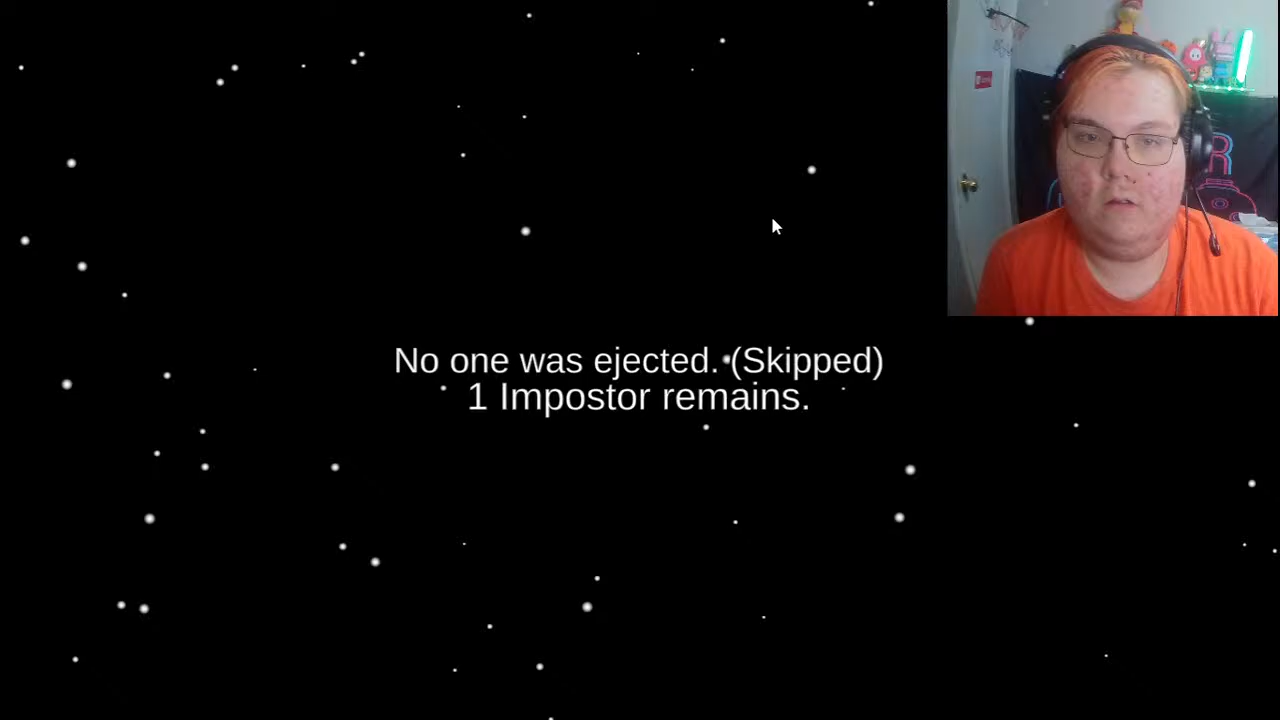 No one was ejected. (Skipped)
1 Impostor remains.